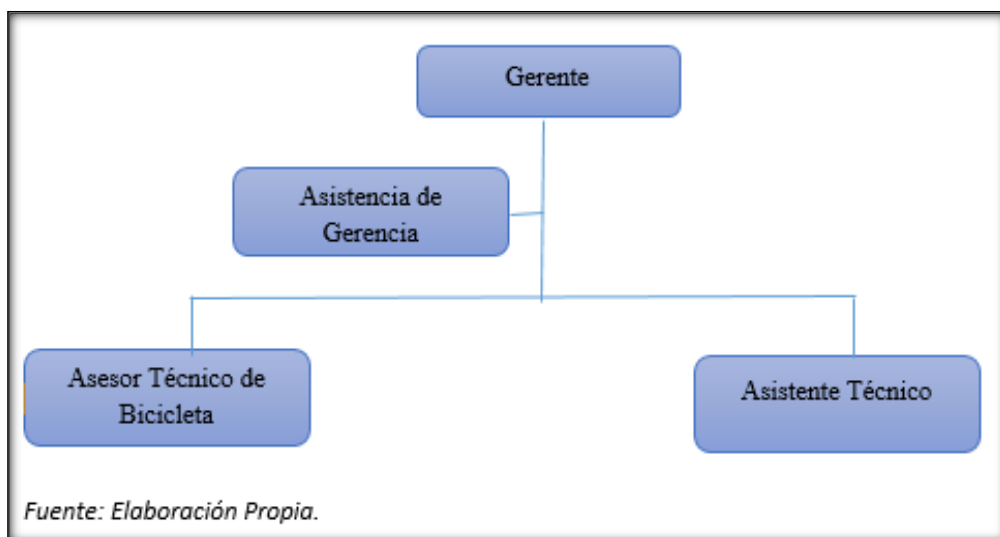 Gerente
Asistencia de
Gerencia
Asesor Técnico de
Bicicleta
Asistente Técnico
Fuente: Elaboración Propia.